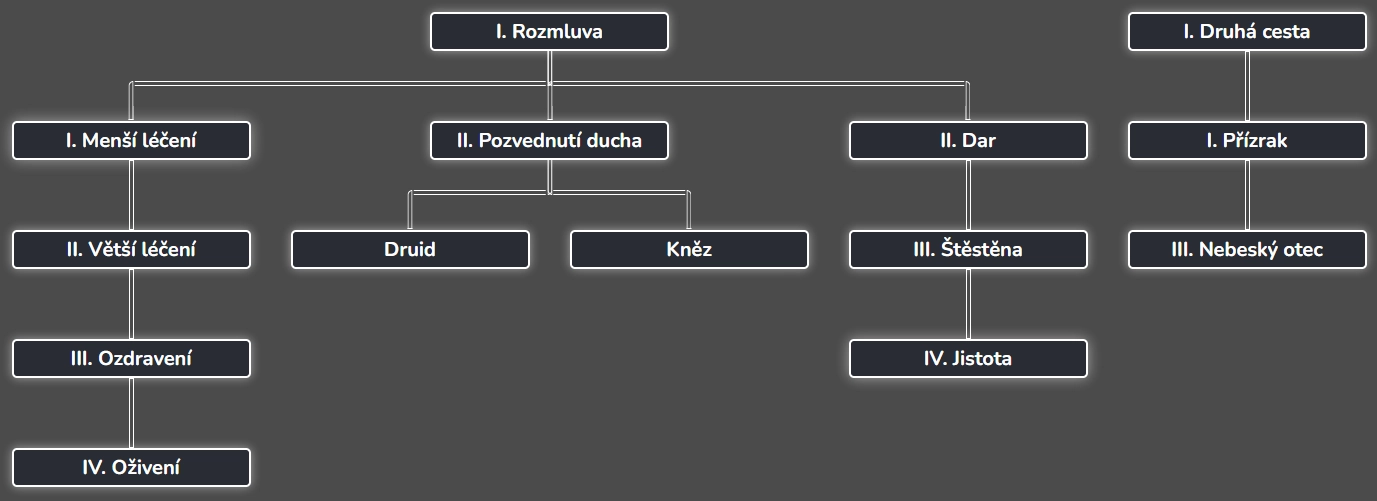 I. Rozmluva
I. Druhá cesta
I. Menší léčení
II. Pozvednutí ducha
II. Dar
I. Přízrak
II. Větší léčení
Druid
Kněz
III. Štěstěna
III. Nebeský otec
III. Ozdravení
IV. Jistota
IV. Oživení